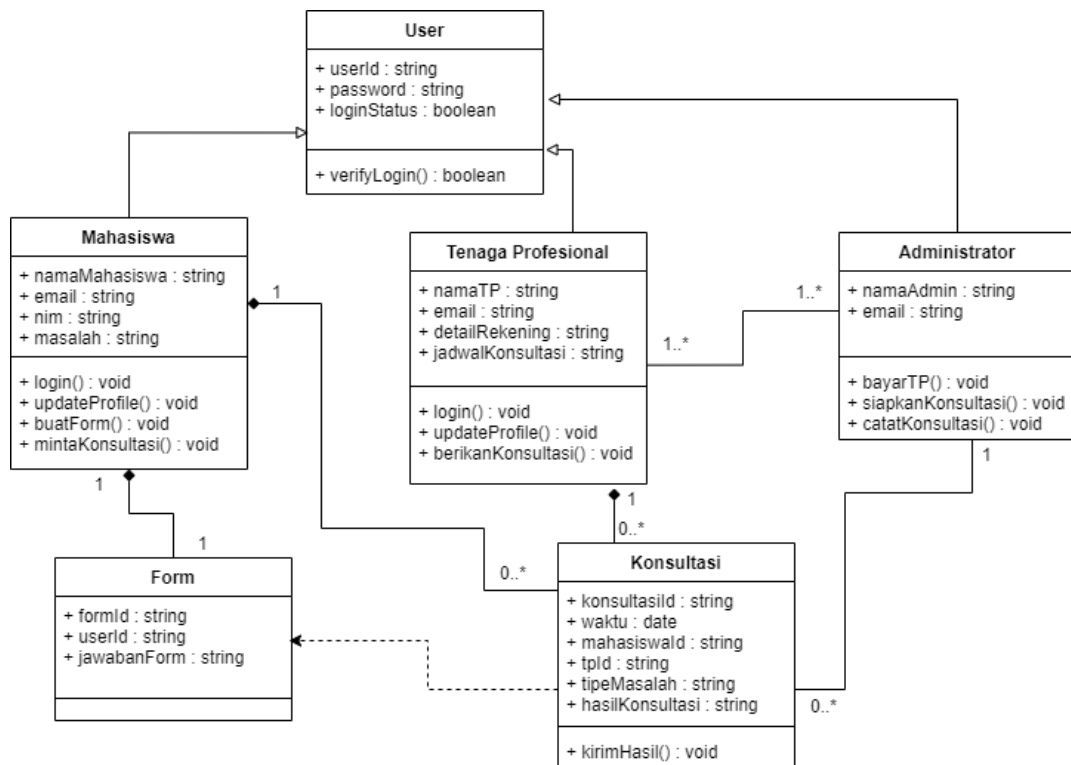 User
+ userId : string
+ password : string
+ loginStatus : boolean
+ verifyLogin() : boolean
Mahasiswa
+ namaMahasiswa : string
+ email : string
+ nim : string
+ masalah : string
+ login() : void
+ updateProfile() : void
+ buatForm() : void
+ mintaKonsultasi() : void
Tenaga Profesional
+ namaTP : string
+ email : string
+ detailRekening : string
+ jadwalKonsultasi : string
+ login() : void
+ updateProfile() : void
+ berikanKonsultasi() : void
Administrator
+ namaAdmin : string
+ email : string
+ bayarTP() : void
+ siapkanKonsultasi() : void
+ catatKonsultasi() : void
1
1..*
1..*
1
1
1
0..*
1
0..*
0..*
Form
+ formId : string
+ userId : string
+ jawabanForm : string
Konsultasi
+ konsultasiId : string
+ waktu : date
+ mahasiswaId : string
+ tpId : string
+ tipeMasalah : string
+ hasilKonsultasi : string
+ kirimHasil() : void